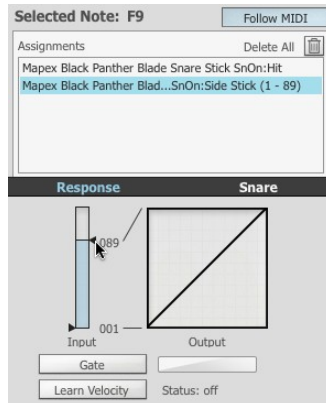 Selected Note: F9
Follow MIDI
Assignments
Delete All
Mapex Black Panther Blade Snare Stick SnOn:Hit
Mapex Black Panther Blad...SnOn:Side Stick (1 - 89)
Response
Snare
089
001
Input
Output
Gate
Learn Velocity
Status: off